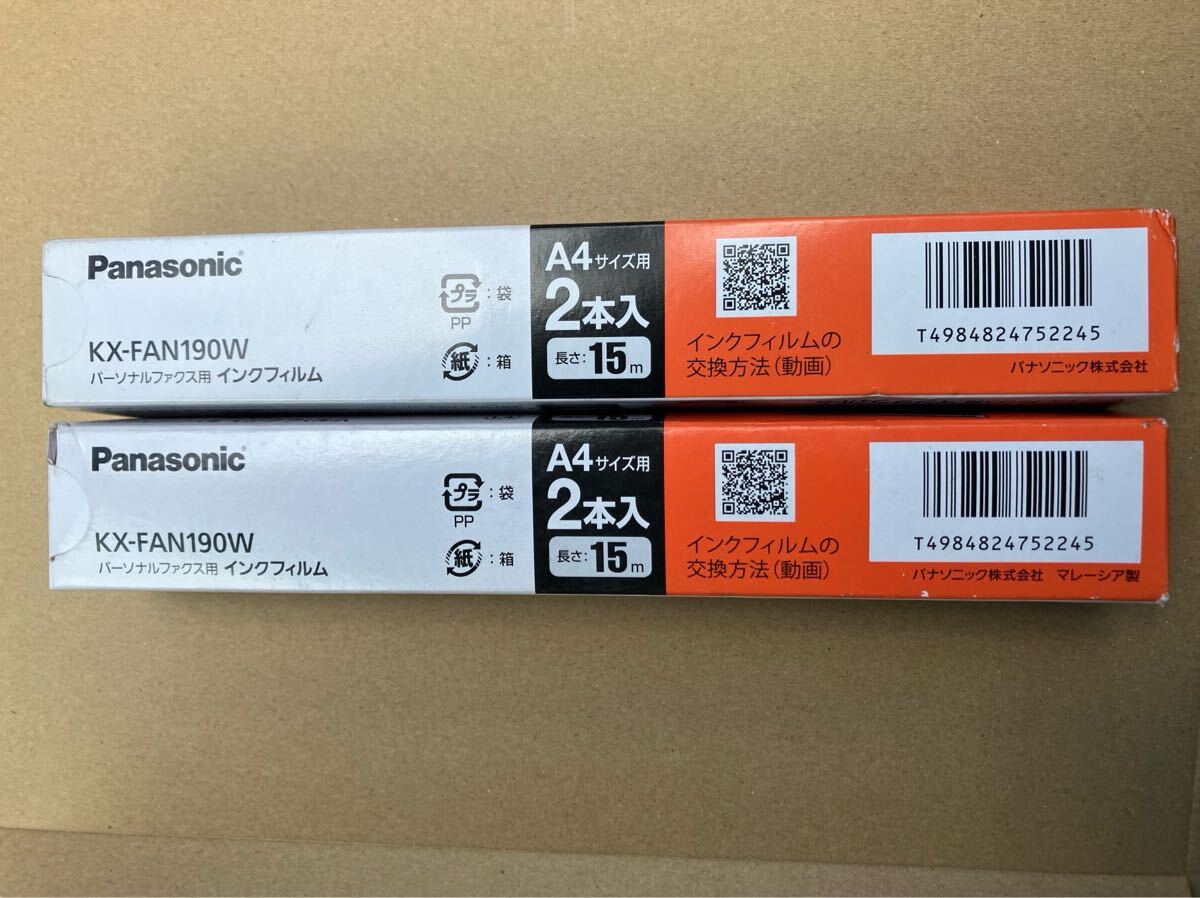 Panasonic
KX-FAN190W
パーソナルファクス用 インクフィルム
プラ : 袋
PP
紙 : 箱
A4サイズ用
2本入
長さ: 15m
インクフィルムの
交換方法(動画)
T4984824752245
パナソニック株式会社
Panasonic
KX-FAN190W
パーソナルファクス用 インクフィルム
プラ : 袋
PP
紙 : 箱
A4サイズ用
2本入
長さ: 15m
インクフィルムの
交換方法(動画)
T4984824752245
パナソニック株式会社 マレーシア製